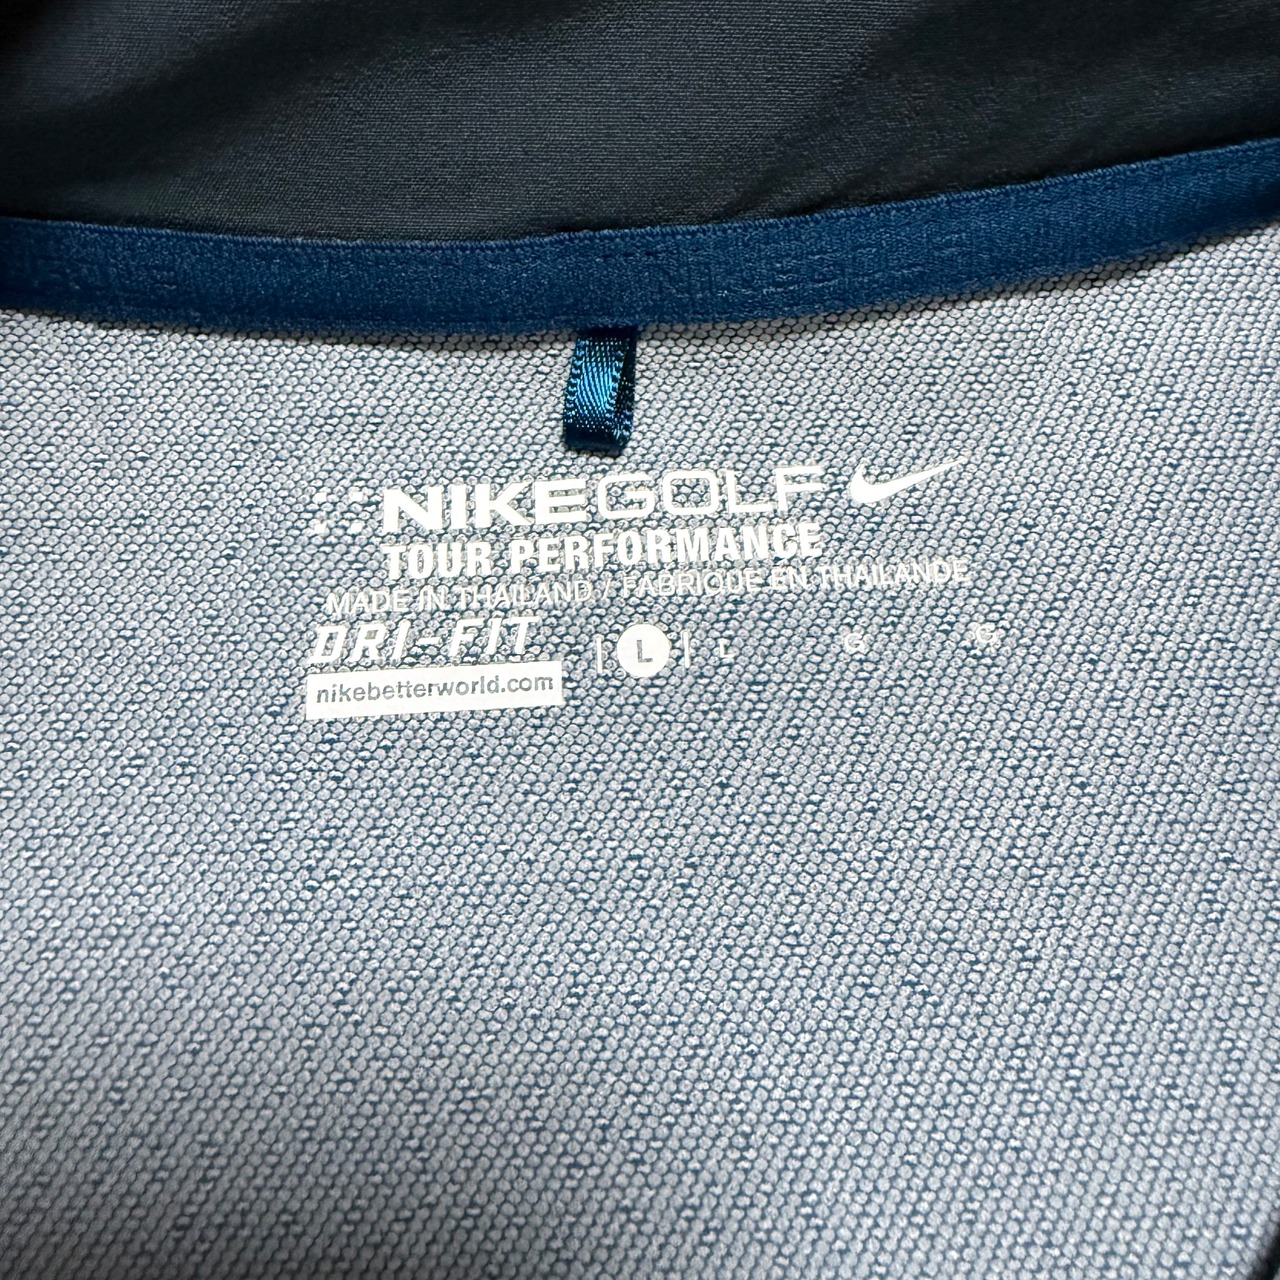 NIKEGOLF
TOUR PERFORMANCE
MADE IN THAILAND / FABRIQUE EN THAILANDE
DRI-FIT | L | L G G
nikebetterworld.com